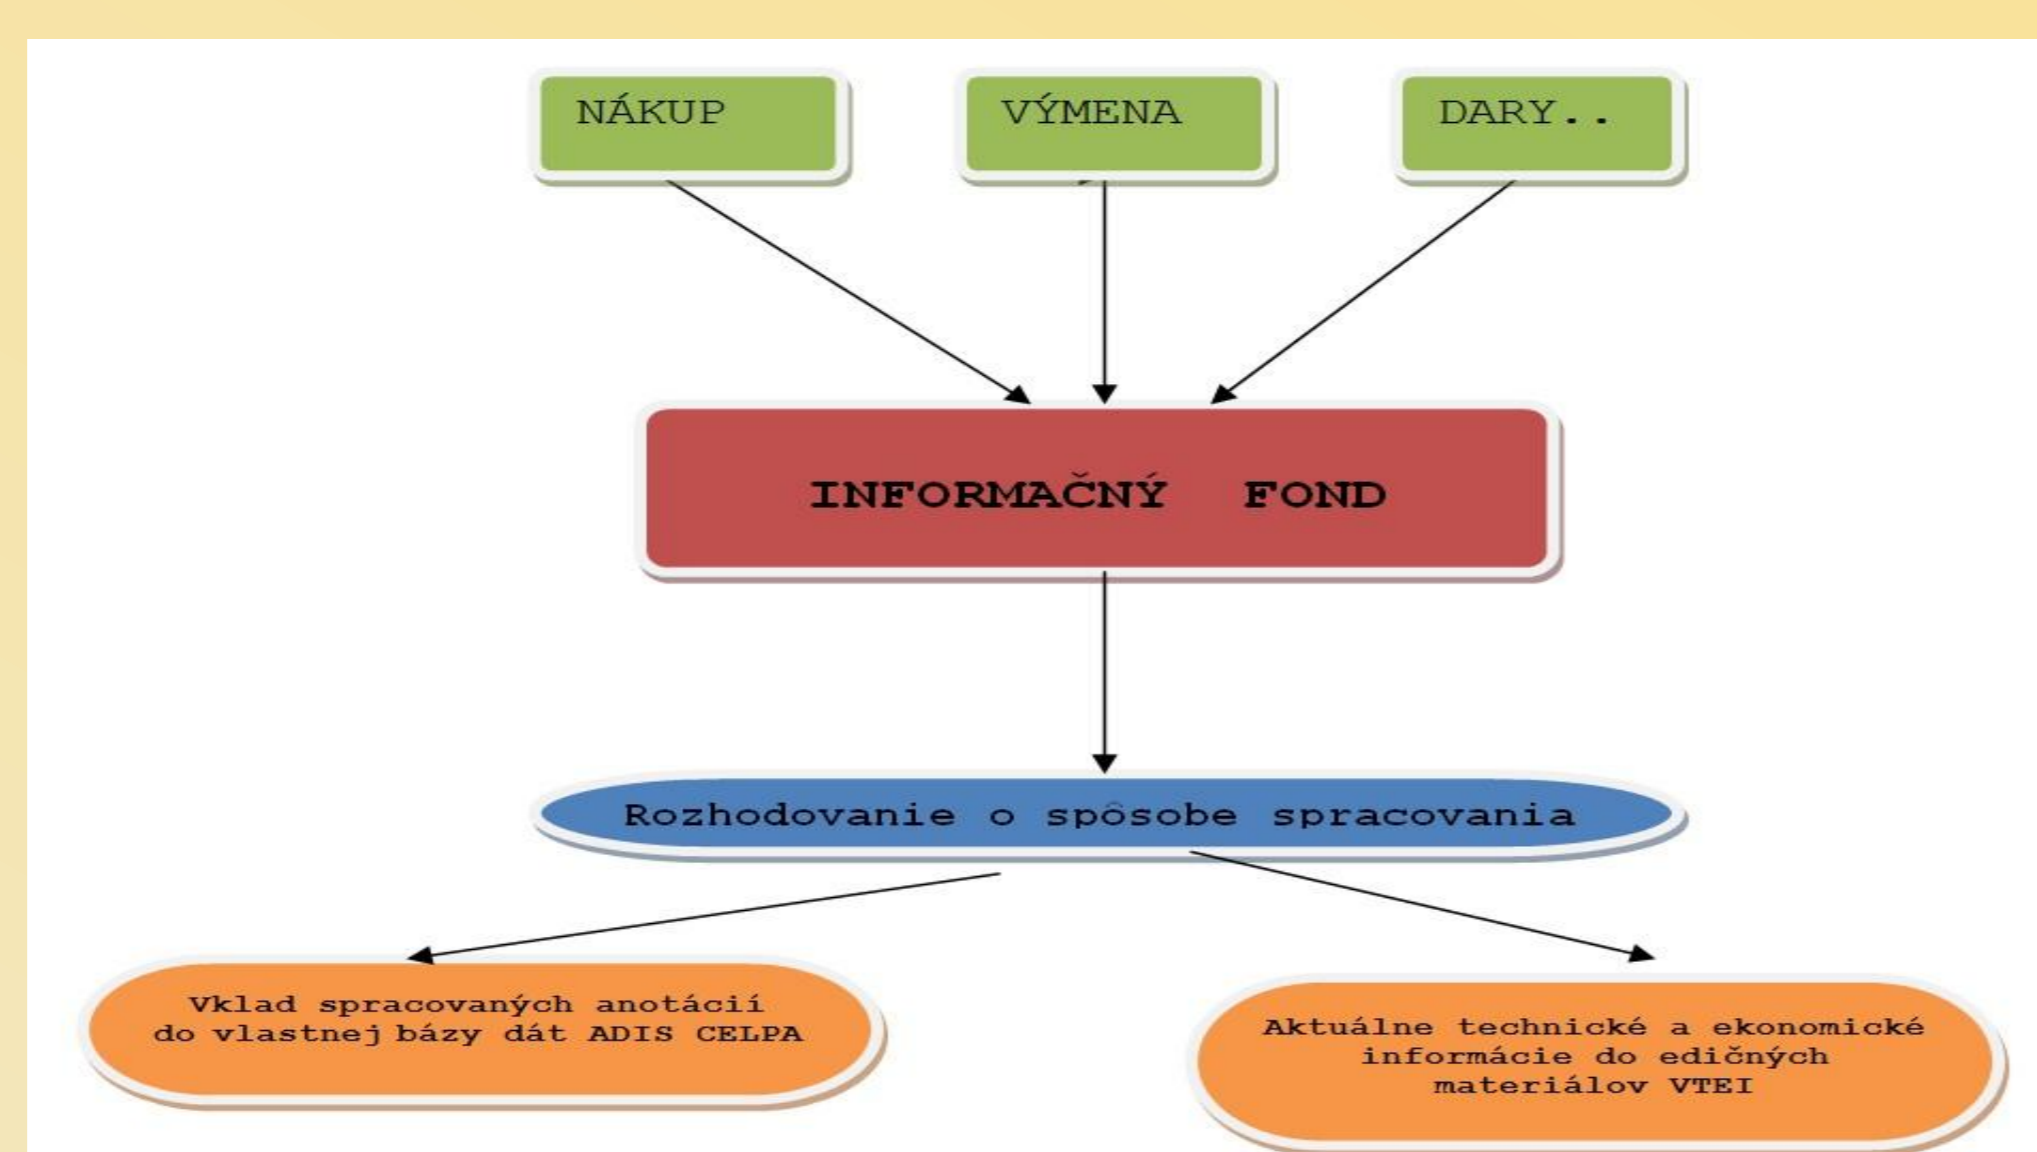 NÁKUP
VÝMENA
DARY..
INFORMAČNÝ FOND
Rozhodovanie o spôsobe spracovania
Vklad spracovaných anotácií
do vlastnej bázy dát ADIS CELPA
Aktuálne technické a ekonomické
informácie do edičných
materiálov VTEI